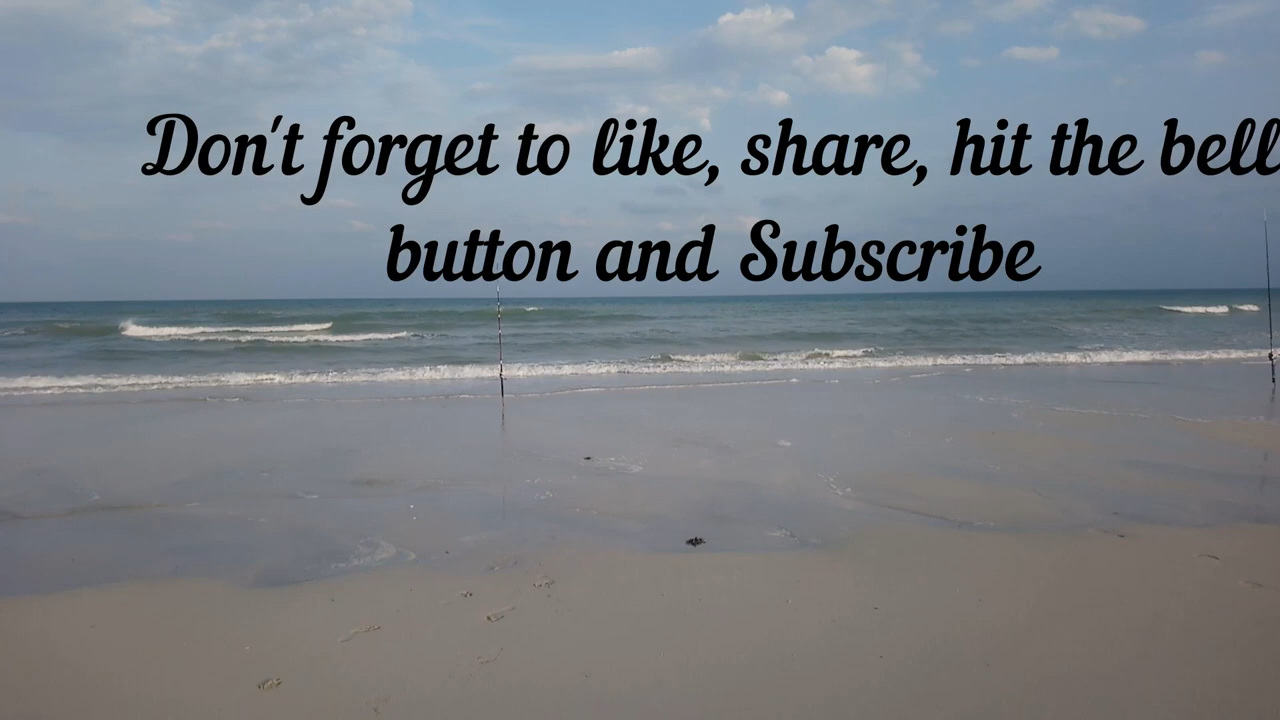 Don't forget to like, share, hit the bell
button and Subscribe